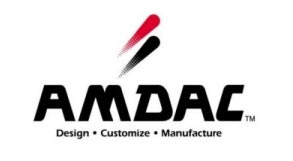 AMDAC™
Design • Customize • Manufacture